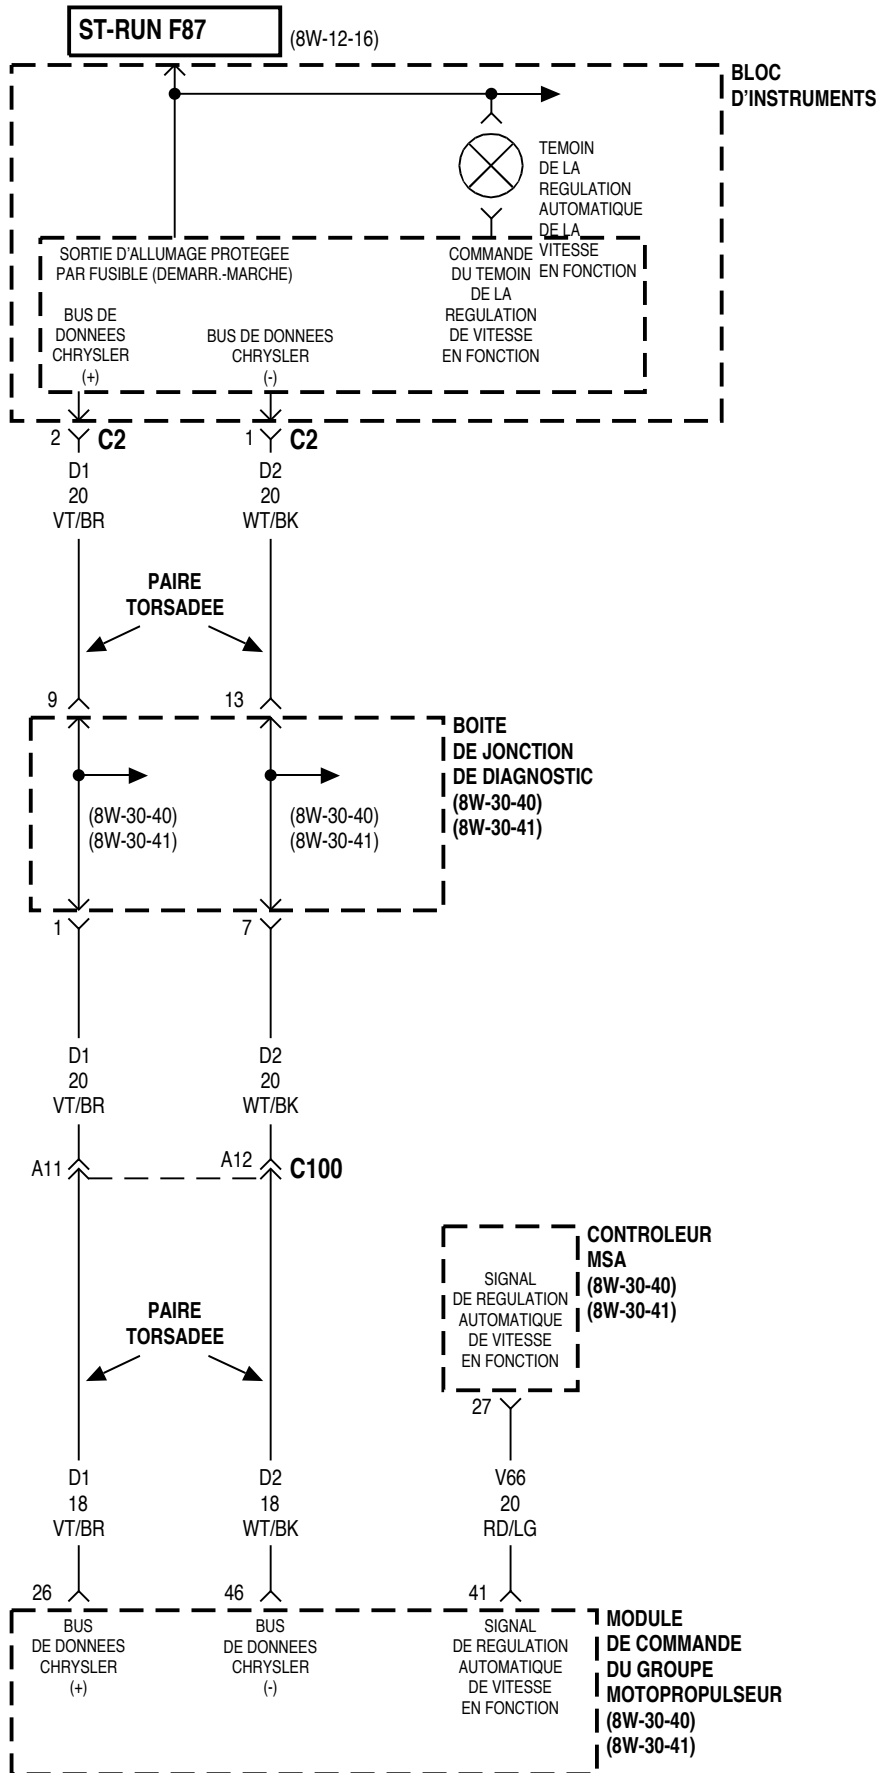 ST-RUN F87
(8W-12-16)
BLOC
D'INSTRUMENTS
TEMOIN
DE LA
REGULATION
AUTOMATIQUE
DE LA
VITESSE
EN FONCTION
SORTIE D'ALLUMAGE PROTEGEE
PAR FUSIBLE (DEMARR.-MARCHE)
COMMANDE
DU TEMOIN
DE LA
REGULATION
DE VITESSE
EN FONCTION
BUS DE
DONNEES
CHRYSLER
(+)
BUS DE DONNEES
CHRYSLER
(-)
2 C2
1 C2
D1
20
VT/BR
D2
20
WT/BK
PAIRE
TORSADEE
9
13
BOITE
DE JONCTION
DE DIAGNOSTIC
(8W-30-40)
(8W-30-41)
(8W-30-40)
(8W-30-41)
(8W-30-40)
(8W-30-41)
1
7
D1
20
VT/BR
D2
20
WT/BK
A11
A12 C100
CONTROLEUR
MSA
(8W-30-40)
(8W-30-41)
SIGNAL
DE REGULATION
AUTOMATIQUE
DE VITESSE
EN FONCTION
PAIRE
TORSADEE
27
D1
18
VT/BR
D2
18
WT/BK
V66
20
RD/LG
26
46
41
BUS
DE DONNEES
CHRYSLER
(+)
BUS
DE DONNEES
CHRYSLER
(-)
SIGNAL
DE REGULATION
AUTOMATIQUE
DE VITESSE
EN FONCTION
MODULE
DE COMMANDE
DU GROUPE
MOTOPROPULSEUR
(8W-30-40)
(8W-30-41)